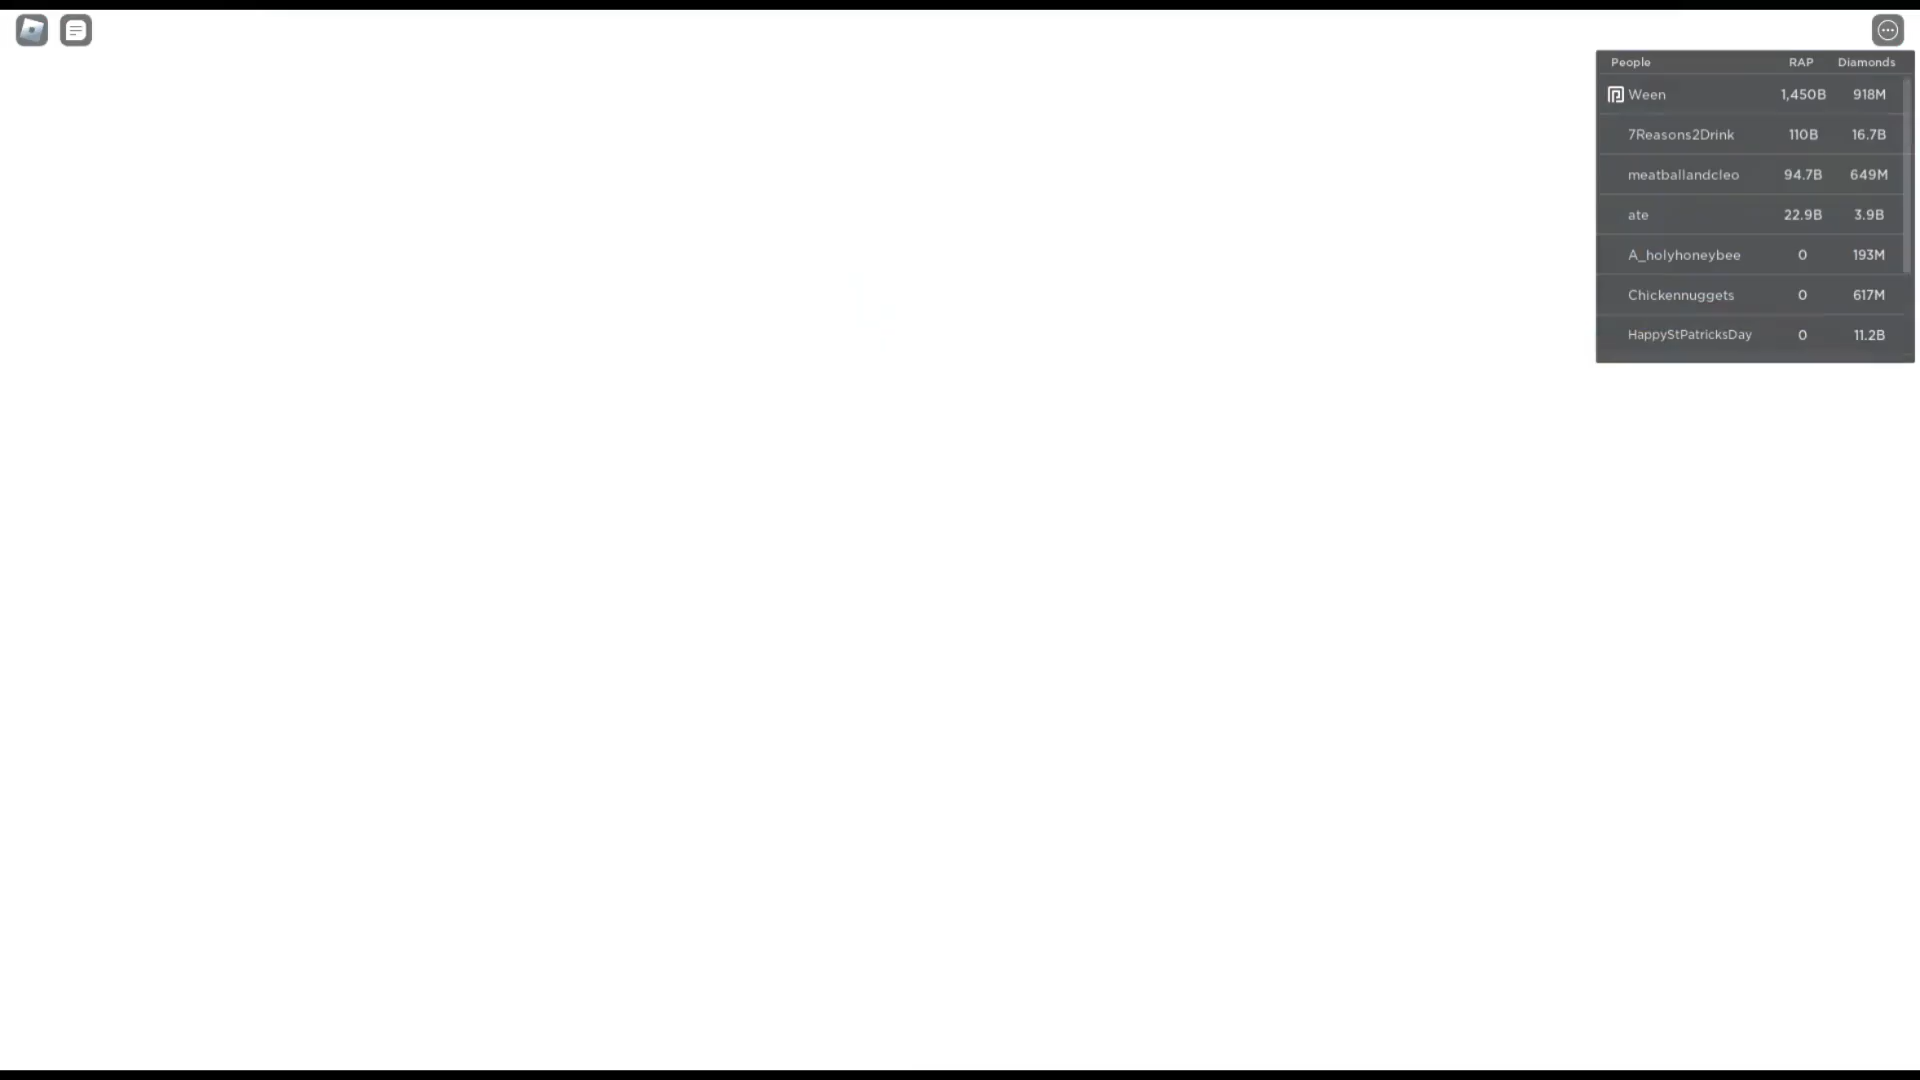 People RAP Diamonds
Ween 1,450B 918M
7Reasons2Drink 110B 16.7B
meatballandcleo 94.7B 649M
ate 22.9B 3.9B
A_holyhoneybee 0 193M
Chickennuggets 0 617M
HappyStPatricksDay 0 11.2B